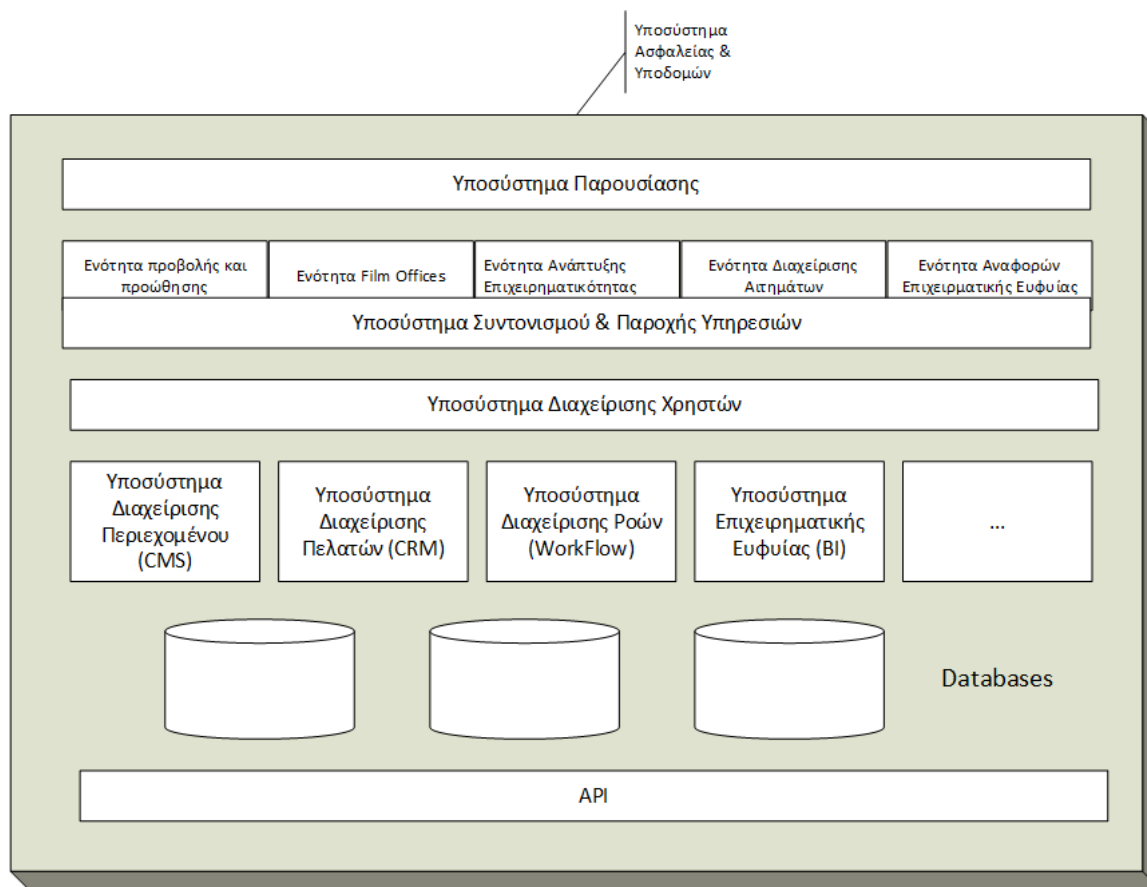 Υποσύστημα
Ασφαλείας &
Υποδομών
Υποσύστημα Παρουσίασης
Ενότητα προβολής και
προώθησης
Ενότητα Film Offices
Ενότητα Ανάπτυξης
Επιχειρηματικότητας
Ενότητα Διαχείρισης
Αιτημάτων
Ενότητα Αναφορών
Επιχειρματικής Ευφυίας
Υποσύστημα Συντονισμού & Παροχής Υπηρεσιών
Υποσύστημα Διαχείρισης Χρηστών
Υποσύστημα
Διαχείρισης
Περιεχομένου
(CMS)
Υποσύστημα
Διαχείρισης
Πελατών (CRM)
Υποσύστημα
Διαχείρισης Ροών
(WorkFlow)
Υποσύστημα
Επιχειρηματικής
Ευφυίας (BI)
...
Databases
API